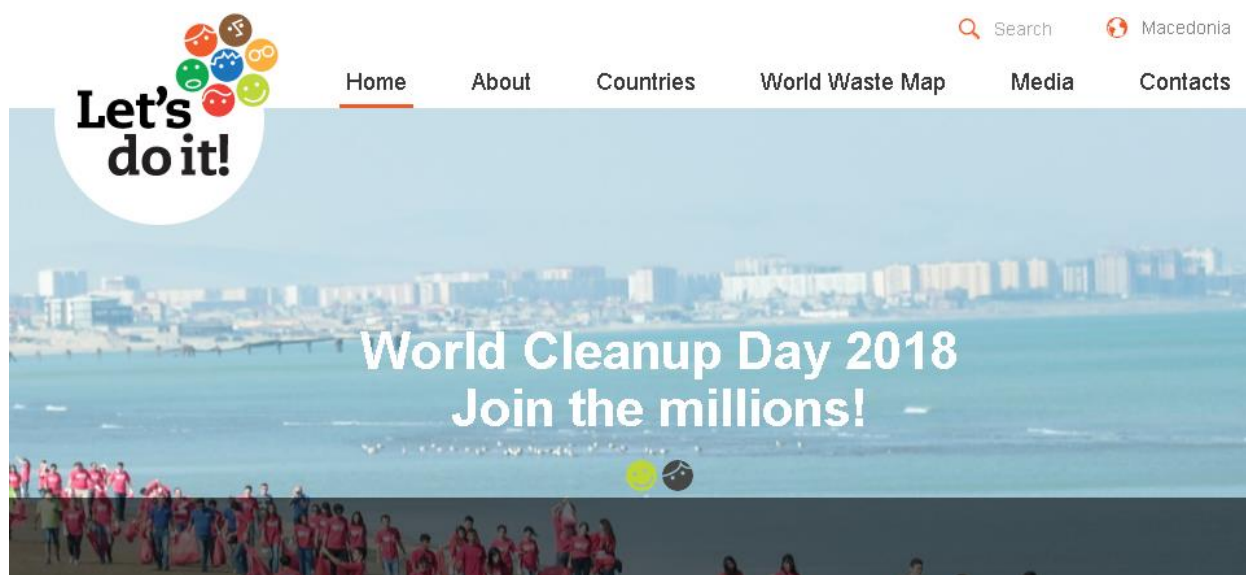 Search
Macedonia
Let's
do it!
Home
About
Countries
World Waste Map
Media
Contacts
World Cleanup Day 2018
Join the millions!